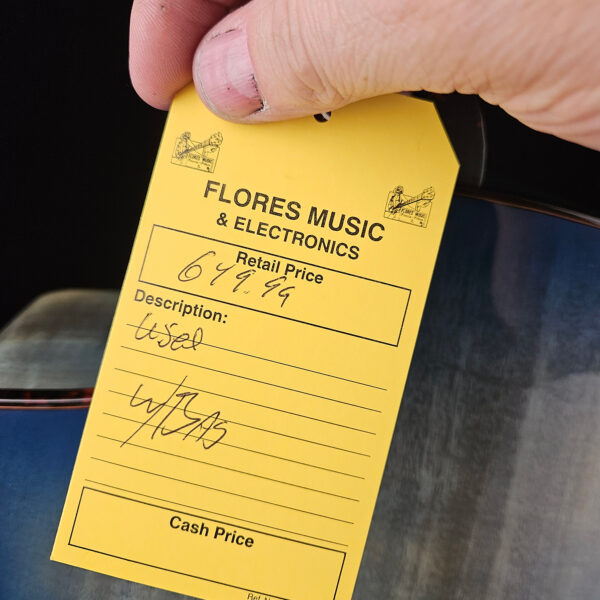 FLORES MUSIC
& ELECTRONICS
Retail Price
649.99
Description:
Used
W/BAG
Cash Price